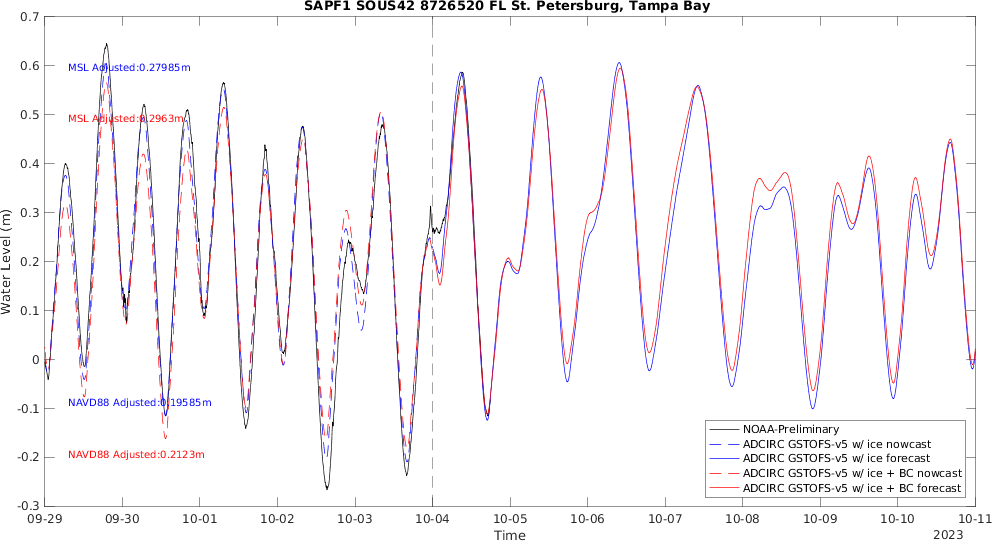 SAPF1 SOUS42 8726520 FL St. Petersburg, Tampa Bay
0.7
0.6
0.5
0.4
0.3
0.2
0.1
0
-0.1
-0.2
-0.3
Water Level (m)
MSL Adjusted:0.27985m
MSL Adjusted:0.2963m
NAVD88 Adjusted:0.19585m
NAVD88 Adjusted:0.2123m
NOAA-Preliminary
ADCIRC GSTOFS-v5 w/ ice nowcast
ADCIRC GSTOFS-v5 w/ ice forecast
ADCIRC GSTOFS-v5 w/ ice + BC nowcast
ADCIRC GSTOFS-v5 w/ ice + BC forecast
09-29 09-30 10-01 10-02 10-03 10-04 10-05 10-06 10-07 10-08 10-09 10-10 10-11
Time 2023